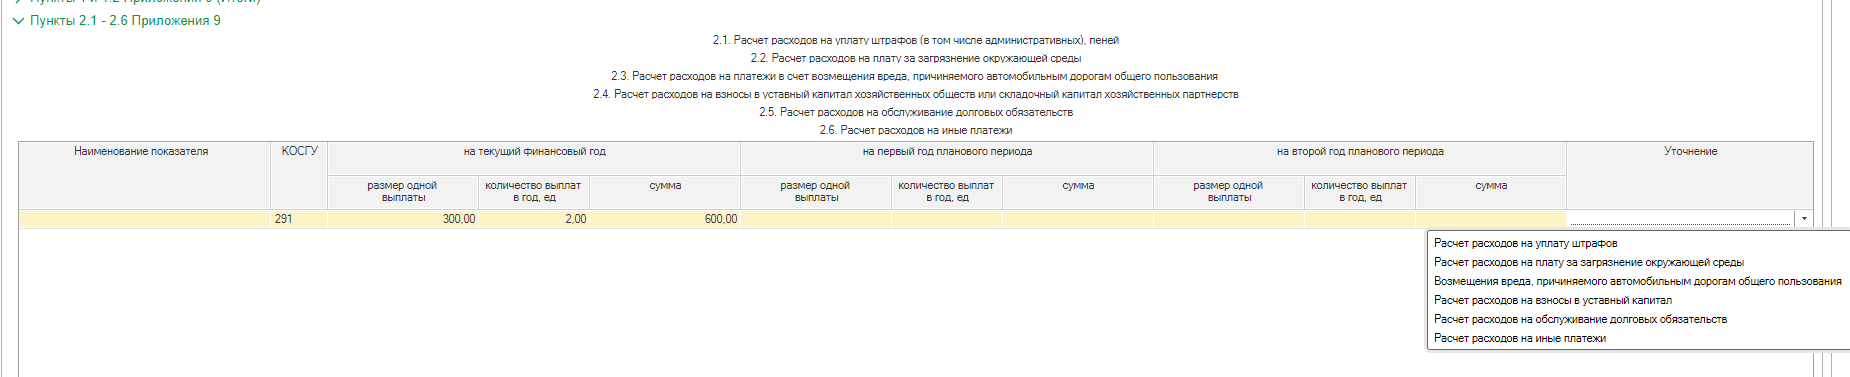 Пункты 1 и 1.2 Приложения 9 (Итоги)
Пункты 2.1 - 2.6 Приложения 9
2.1. Расчет расходов на уплату штрафов (в том числе административных), пеней
2.2. Расчет расходов на плату за загрязнение окружающей среды
2.3. Расчет расходов на платежи в счет возмещения вреда, причиняемого автомобильным дорогам общего пользования
2.4. Расчет расходов на взносы в уставный капитал хозяйственных обществ или складочный капитал хозяйственных партнерств
2.5. Расчет расходов на обслуживание долговых обязательств
2.6. Расчет расходов на иные платежи
Наименование показателя КОСГУ на текущий финансовый год на первый год планового периода на второй год планового периода Уточнение
размер одной выплаты количество выплат в год, ед сумма размер одной выплаты количество выплат в год, ед сумма размер одной выплаты количество выплат в год, ед сумма
291 300,00 2,00 600,00
Расчет расходов на уплату штрафов
Расчет расходов на плату за загрязнение окружающей среды
Возмещения вреда, причиняемого автомобильным дорогам общего пользования
Расчет расходов на взносы в уставный капитал
Расчет расходов на обслуживание долговых обязательств
Расчет расходов на иные платежи